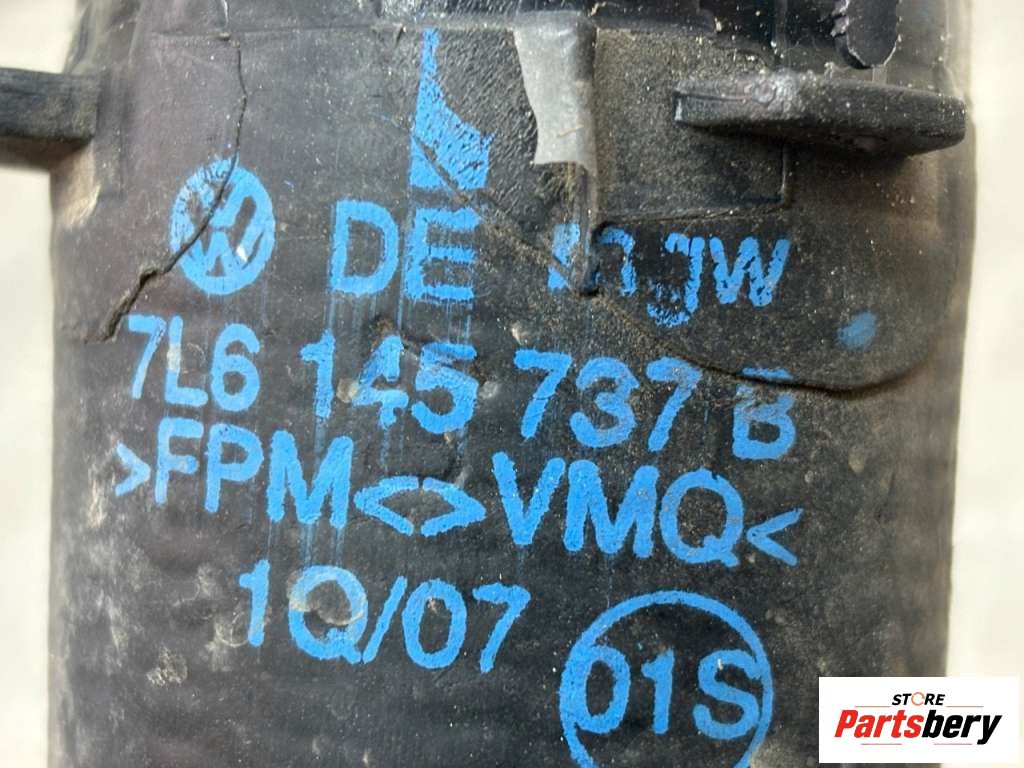 DE
7L6 145 737 B
>FPM<>VMQ<
1Q/07
01S
STORE
Partsbery